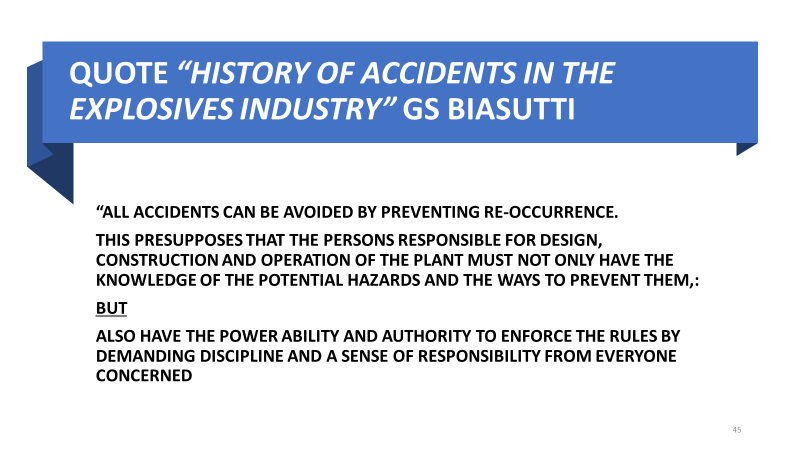 QUOTE “HISTORY OF ACCIDENTS IN THE
EXPLOSIVES INDUSTRY” GS BIASUTTI
“ALL ACCIDENTS CAN BE AVOIDED BY PREVENTING RE-OCCURRENCE.
THIS PRESUPPOSES THAT THE PERSONS RESPONSIBLE FOR DESIGN,
CONSTRUCTION AND OPERATION OF THE PLANT MUST NOT ONLY HAVE THE
KNOWLEDGE OF THE POTENTIAL HAZARDS AND THE WAYS TO PREVENT THEM,:
BUT
ALSO HAVE THE POWER ABILITY AND AUTHORITY TO ENFORCE THE RULES BY
DEMANDING DISCIPLINE AND A SENSE OF RESPONSIBILITY FROM EVERYONE
CONCERNED
45